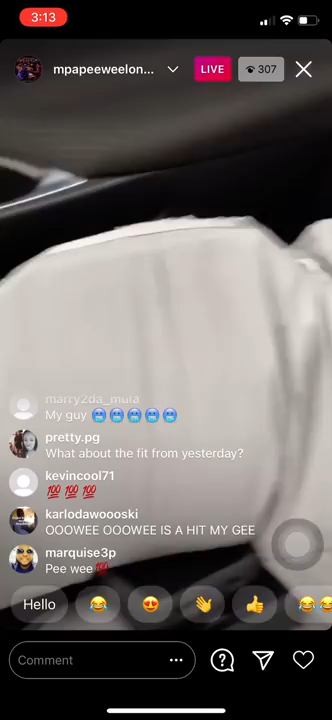 3:13
mpapeeweelon...
LIVE
307
marry2da_mula
My guy 🥶🥶🥶🥶🥶
pretty.pg
What about the fit from yesterday?
kevincool71
💯💯💯
karlodawoooski
OOOWEE OOOWEE IS A HIT MY GEE
marquise3p
Pee wee💯
Hello
Comment